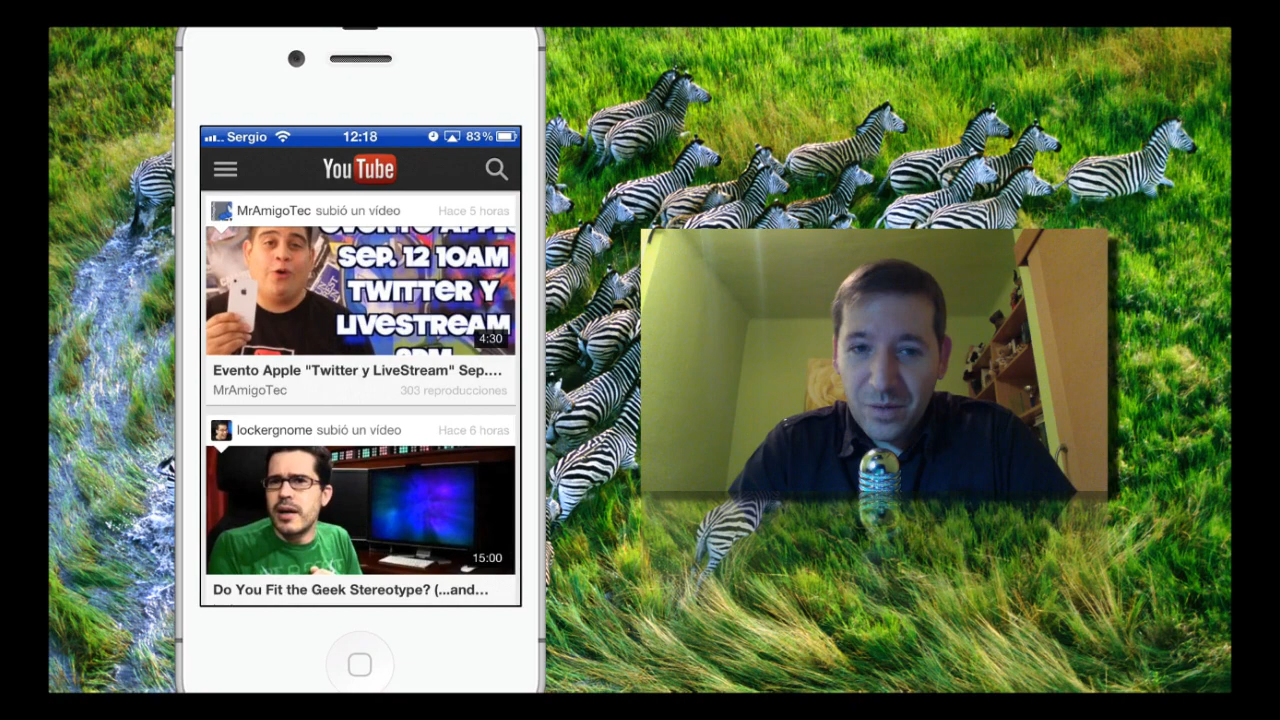 Sergio 12:18 83%
YouTube
MrAmigoTec subió un vídeo Hace 5 horas
EVENTO APPLE
SEP. 12 10AM
TWITTER Y
LIVESTREAM
4:30
Evento Apple "Twitter y LiveStream" Sep....
MrAmigoTec 303 reproducciones
lockergnome subió un vídeo Hace 6 horas
15:00
Do You Fit the Geek Stereotype? (...and...